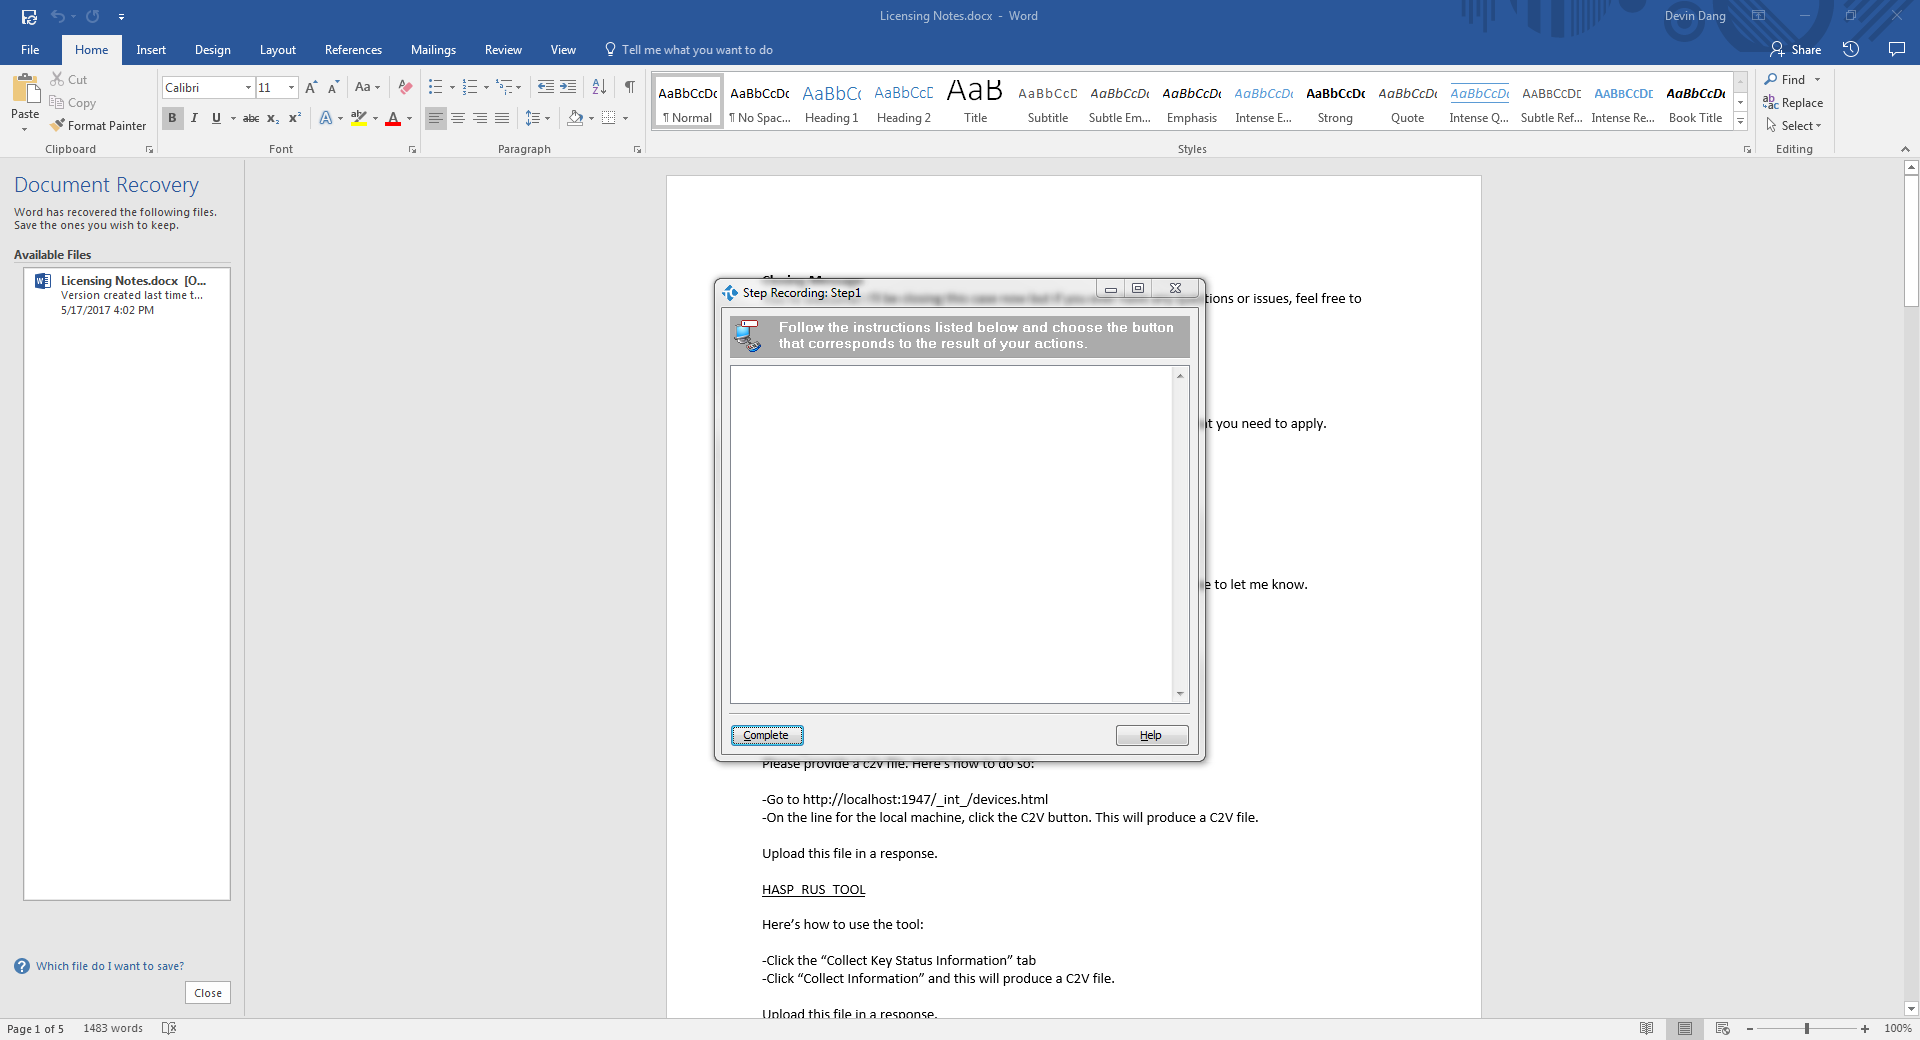 Licensing Notes.docx - Word
Devin Dang
File Home Insert Design Layout References Mailings Review View Tell me what you want to do
Share
Paste
Cut
Copy
Format Painter
Clipboard
Calibri 11
Aa
B I U abc x₂ x²
A ab A
Font
Paragraph
AaBbCcDc AaBbCcDc AaBbCc AaBbCcD AaB AaBbCcD AaBbCcDc AaBbCcDc AaBbCcDc AaBbCcDc AaBbCcDc AaBbCcDc AABBCCDD AABBCCDD AaBbCcDc
¶ Normal ¶ No Spac... Heading 1 Heading 2 Title Subtitle Subtle Em... Emphasis Intense E... Strong Quote Intense Q... Subtle Ref... Intense Re... Book Title
Styles
Find
Replace
Select
Editing
Document Recovery
Word has recovered the following files.
Save the ones you wish to keep.
Available Files
Licensing Notes.docx [O...
Version created last time t...
5/17/2017 4:02 PM
Which file do I want to save?
Close
Step Recording: Step1
Follow the instructions listed below and choose the button
that corresponds to the result of your actions.
Complete
Help
tions or issues, feel free to
t you need to apply.
e to let me know.
Please provide a c2v file. Here's how to do so:
-Go to http://localhost:1947/_int_/devices.html
-On the line for the local machine, click the C2V button. This will produce a C2V file.
Upload this file in a response.
HASP_RUS_TOOL
Here’s how to use the tool:
-Click the “Collect Key Status Information” tab
-Click “Collect Information” and this will produce a C2V file.
Upload this file in a response.
Page 1 of 5 1483 words
100%